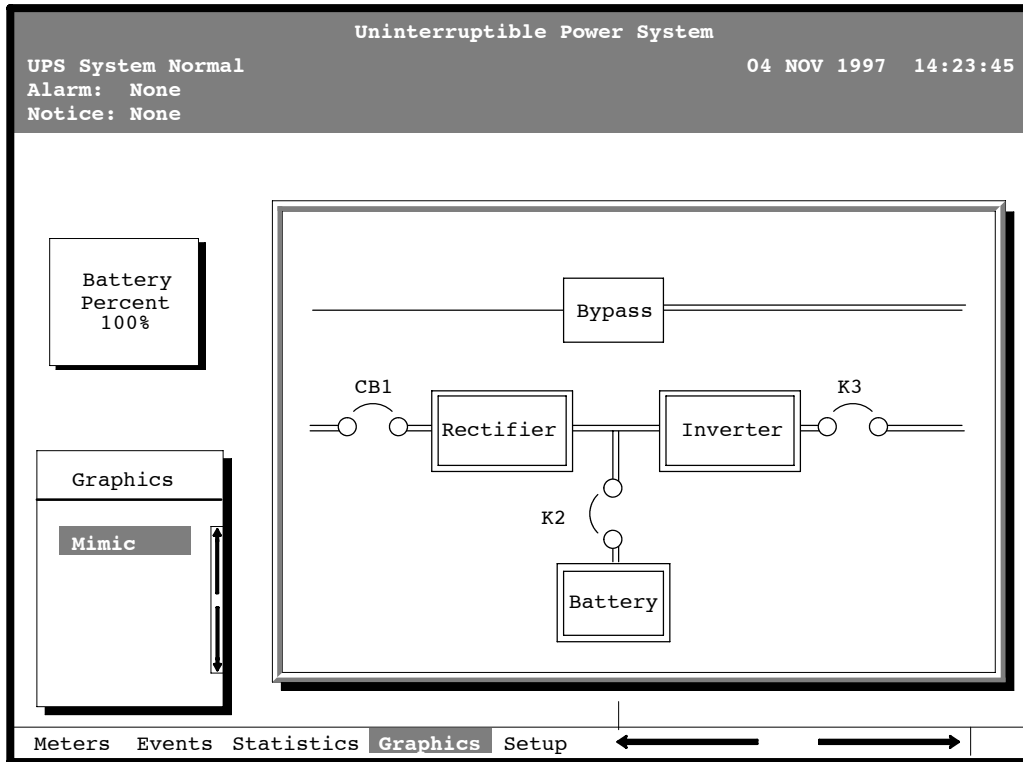 Uninterruptible Power System
UPS System Normal 04 NOV 1997 14:23:45
Alarm: None
Notice: None
Battery
Percent
100%
Bypass
CB1 K3
Rectifier Inverter
Graphics
K2
Mimic
Battery
Meters Events Statistics Graphics Setup